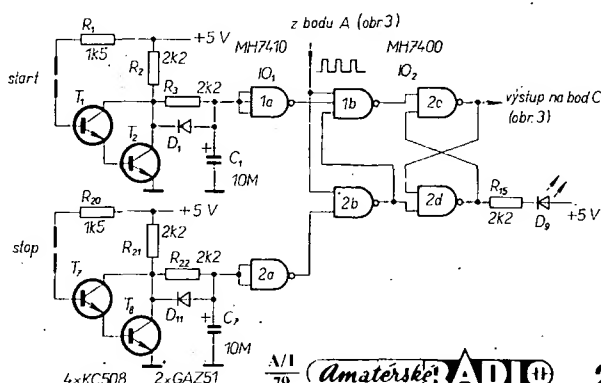 z bodu A (obr 3)
R1
1k5
+5 V
MH7410
MH7400
R2
2k2
IO1
IO2
start
R3
2k2
T1
1a
1b
2c
výstup na bod C
(obr. 3)
T2
D1
+
C1
10M
R20
1k5
+5 V
2b
2d
R15
2k2
D9
+5 V
R21
2k2
stop
R22
2k2
T7
2a
T8
D11
+
C7
10M
4×KC508
2×GAZ51
A/1
79
Amatérské